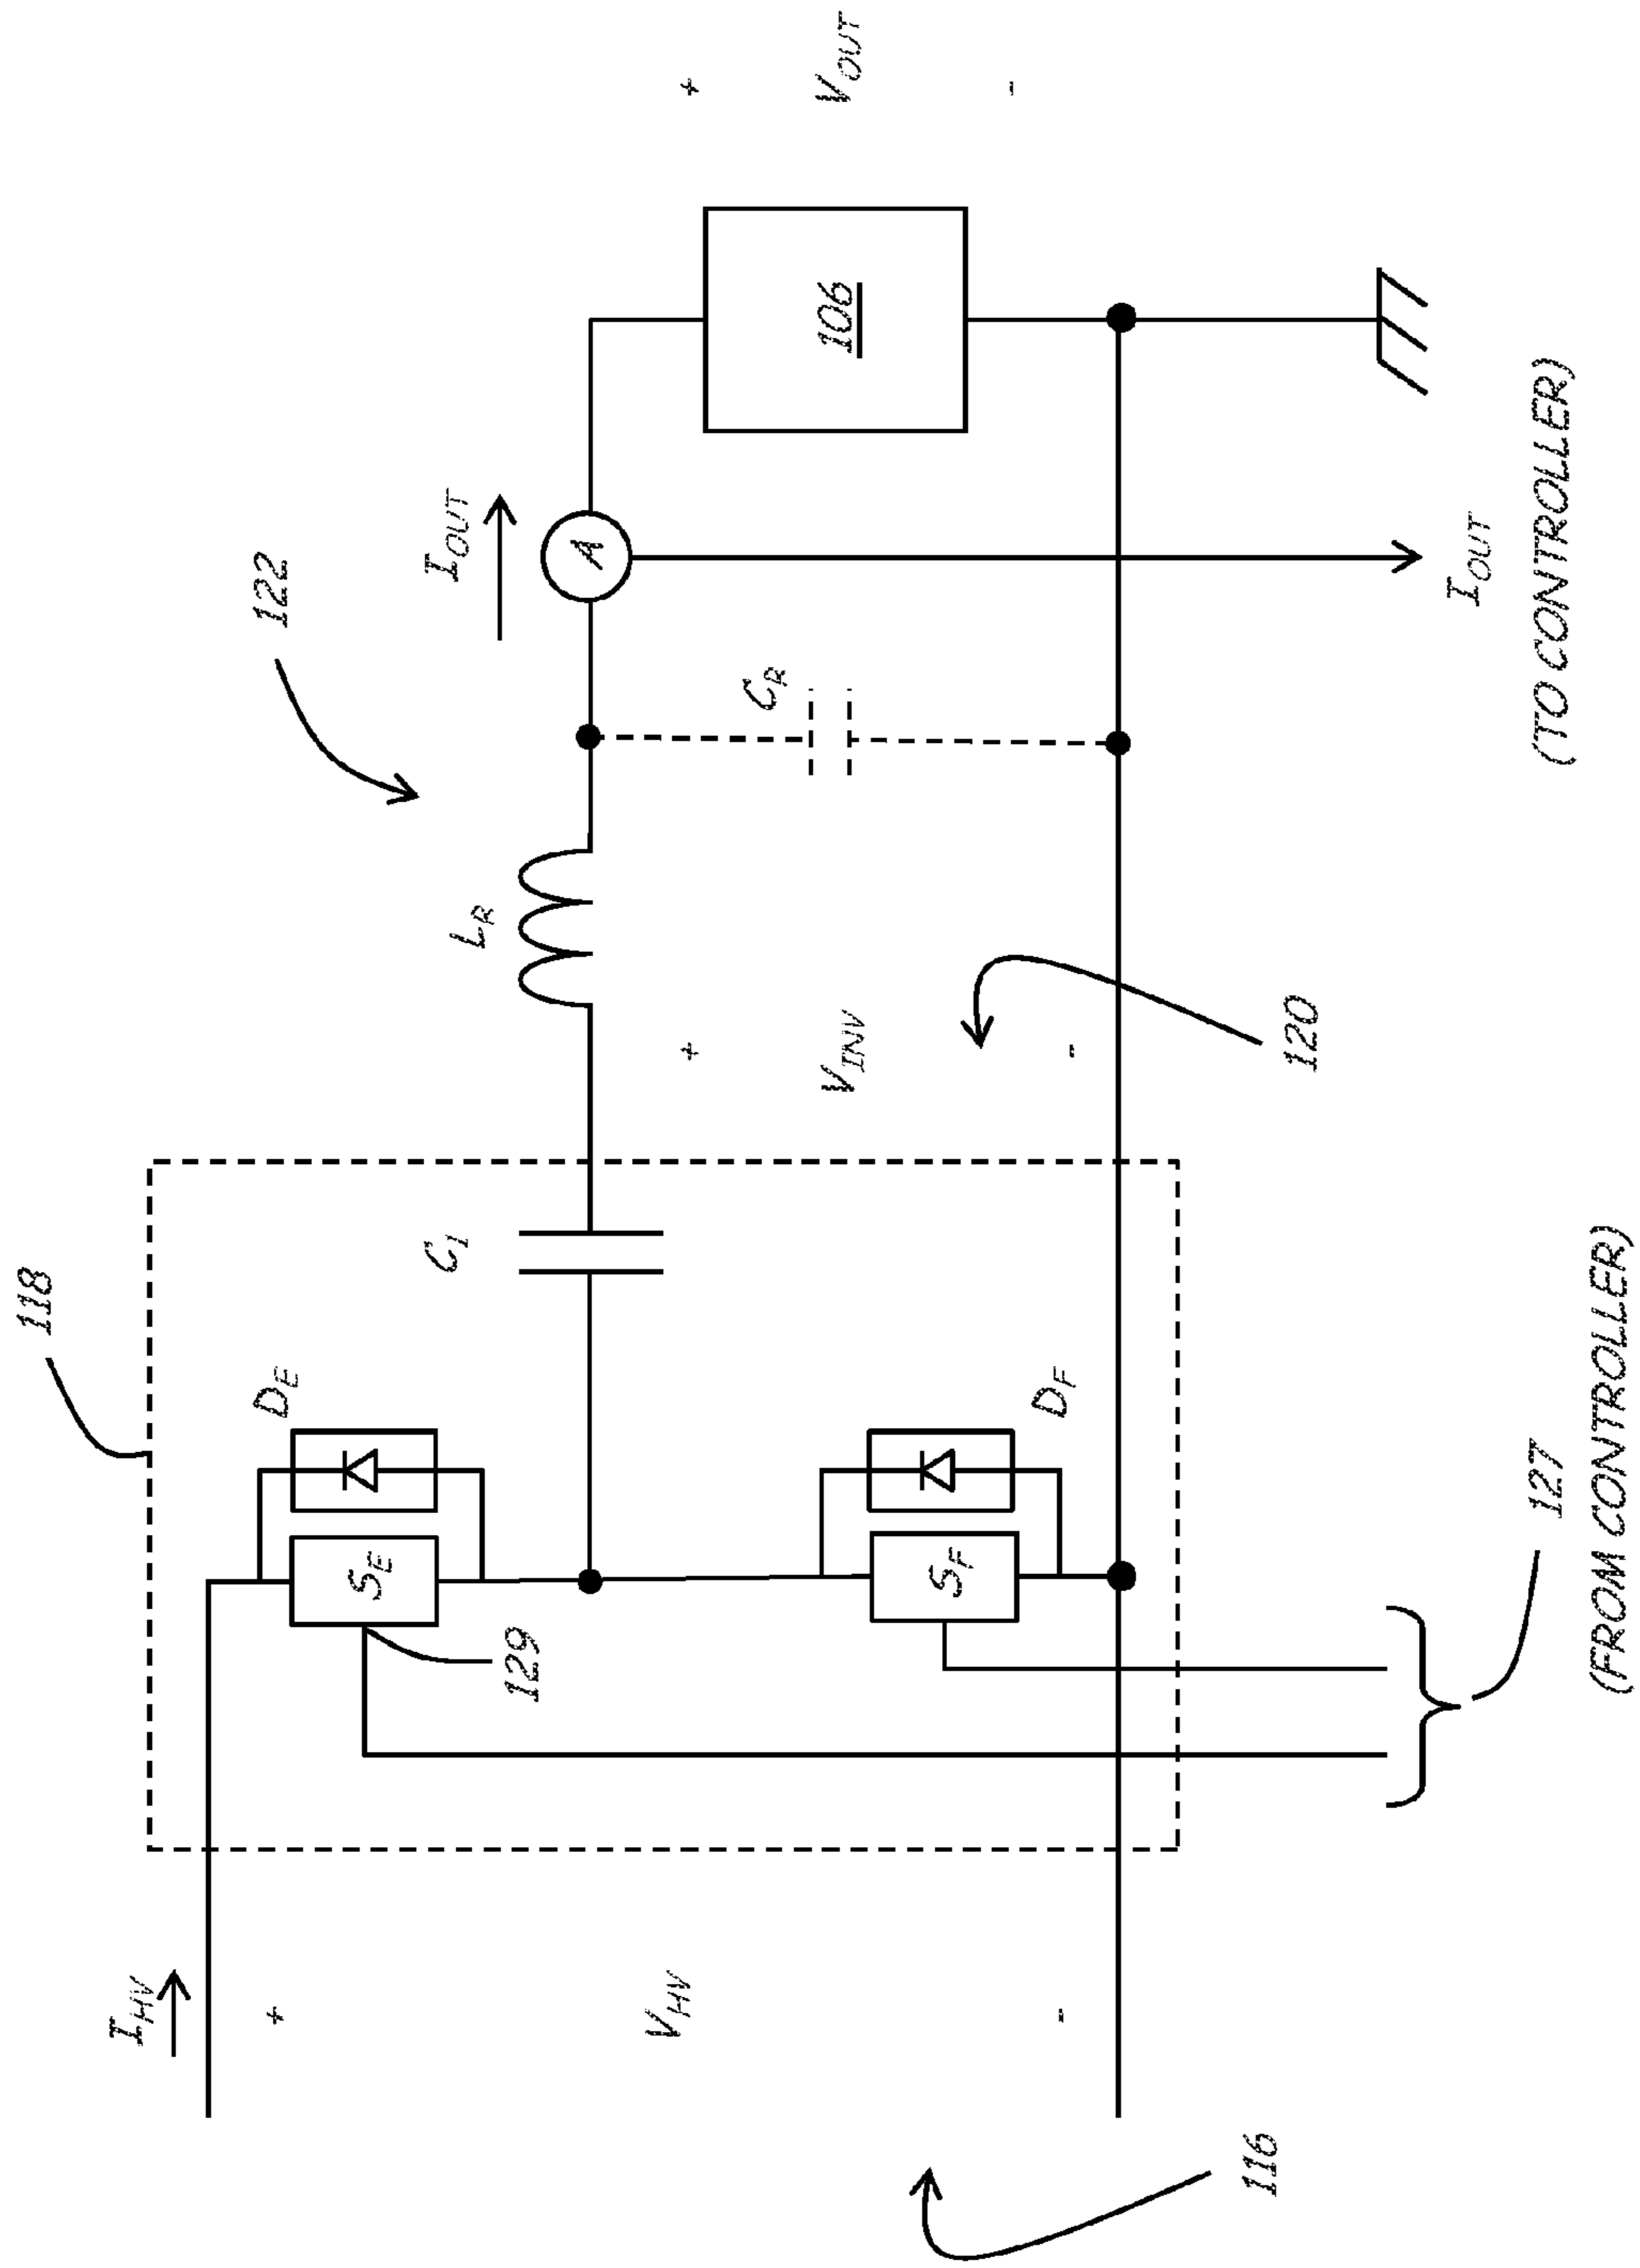 118
122
I_HV
D_E
C_1
L_R
I_OUT
+
S_E
129
V_HV
+
V_INV
C_R
A
+
106
V_OUT
S_F
D_F
-
-
-
116
120
127
(FROM CONTROLLER)
I_OUT
(TO CONTROLLER)